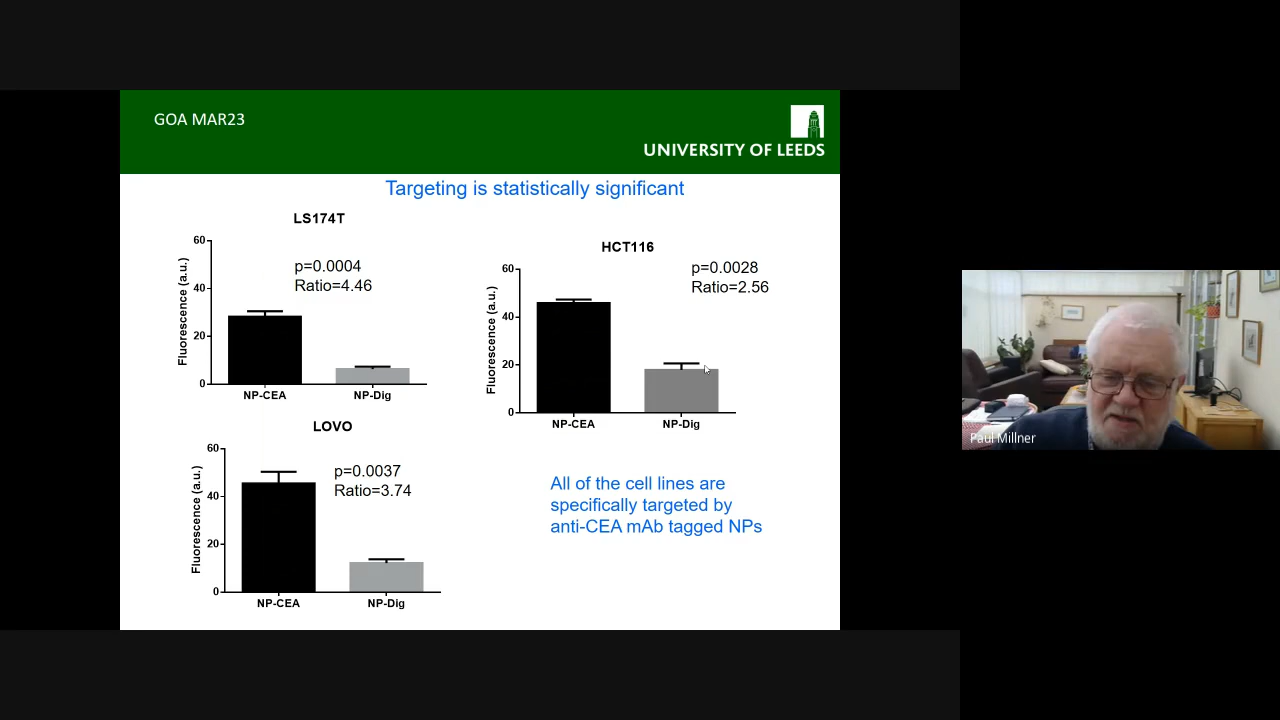 GOA MAR23
UNIVERSITY OF LEEDS
Targeting is statistically significant
LS174T
60
40
20
0
Fluorescence (a.u.)
p=0.0004
Ratio=4.46
NP-CEA
NP-Dig
HCT116
60
40
20
0
Fluorescence (a.u.)
p=0.0028
Ratio=2.56
NP-CEA
NP-Dig
LOVO
60
40
20
0
Fluorescence (a.u.)
p=0.0037
Ratio=3.74
NP-CEA
NP-Dig
All of the cell lines are
specifically targeted by
anti-CEA mAb tagged NPs
Paul Millner